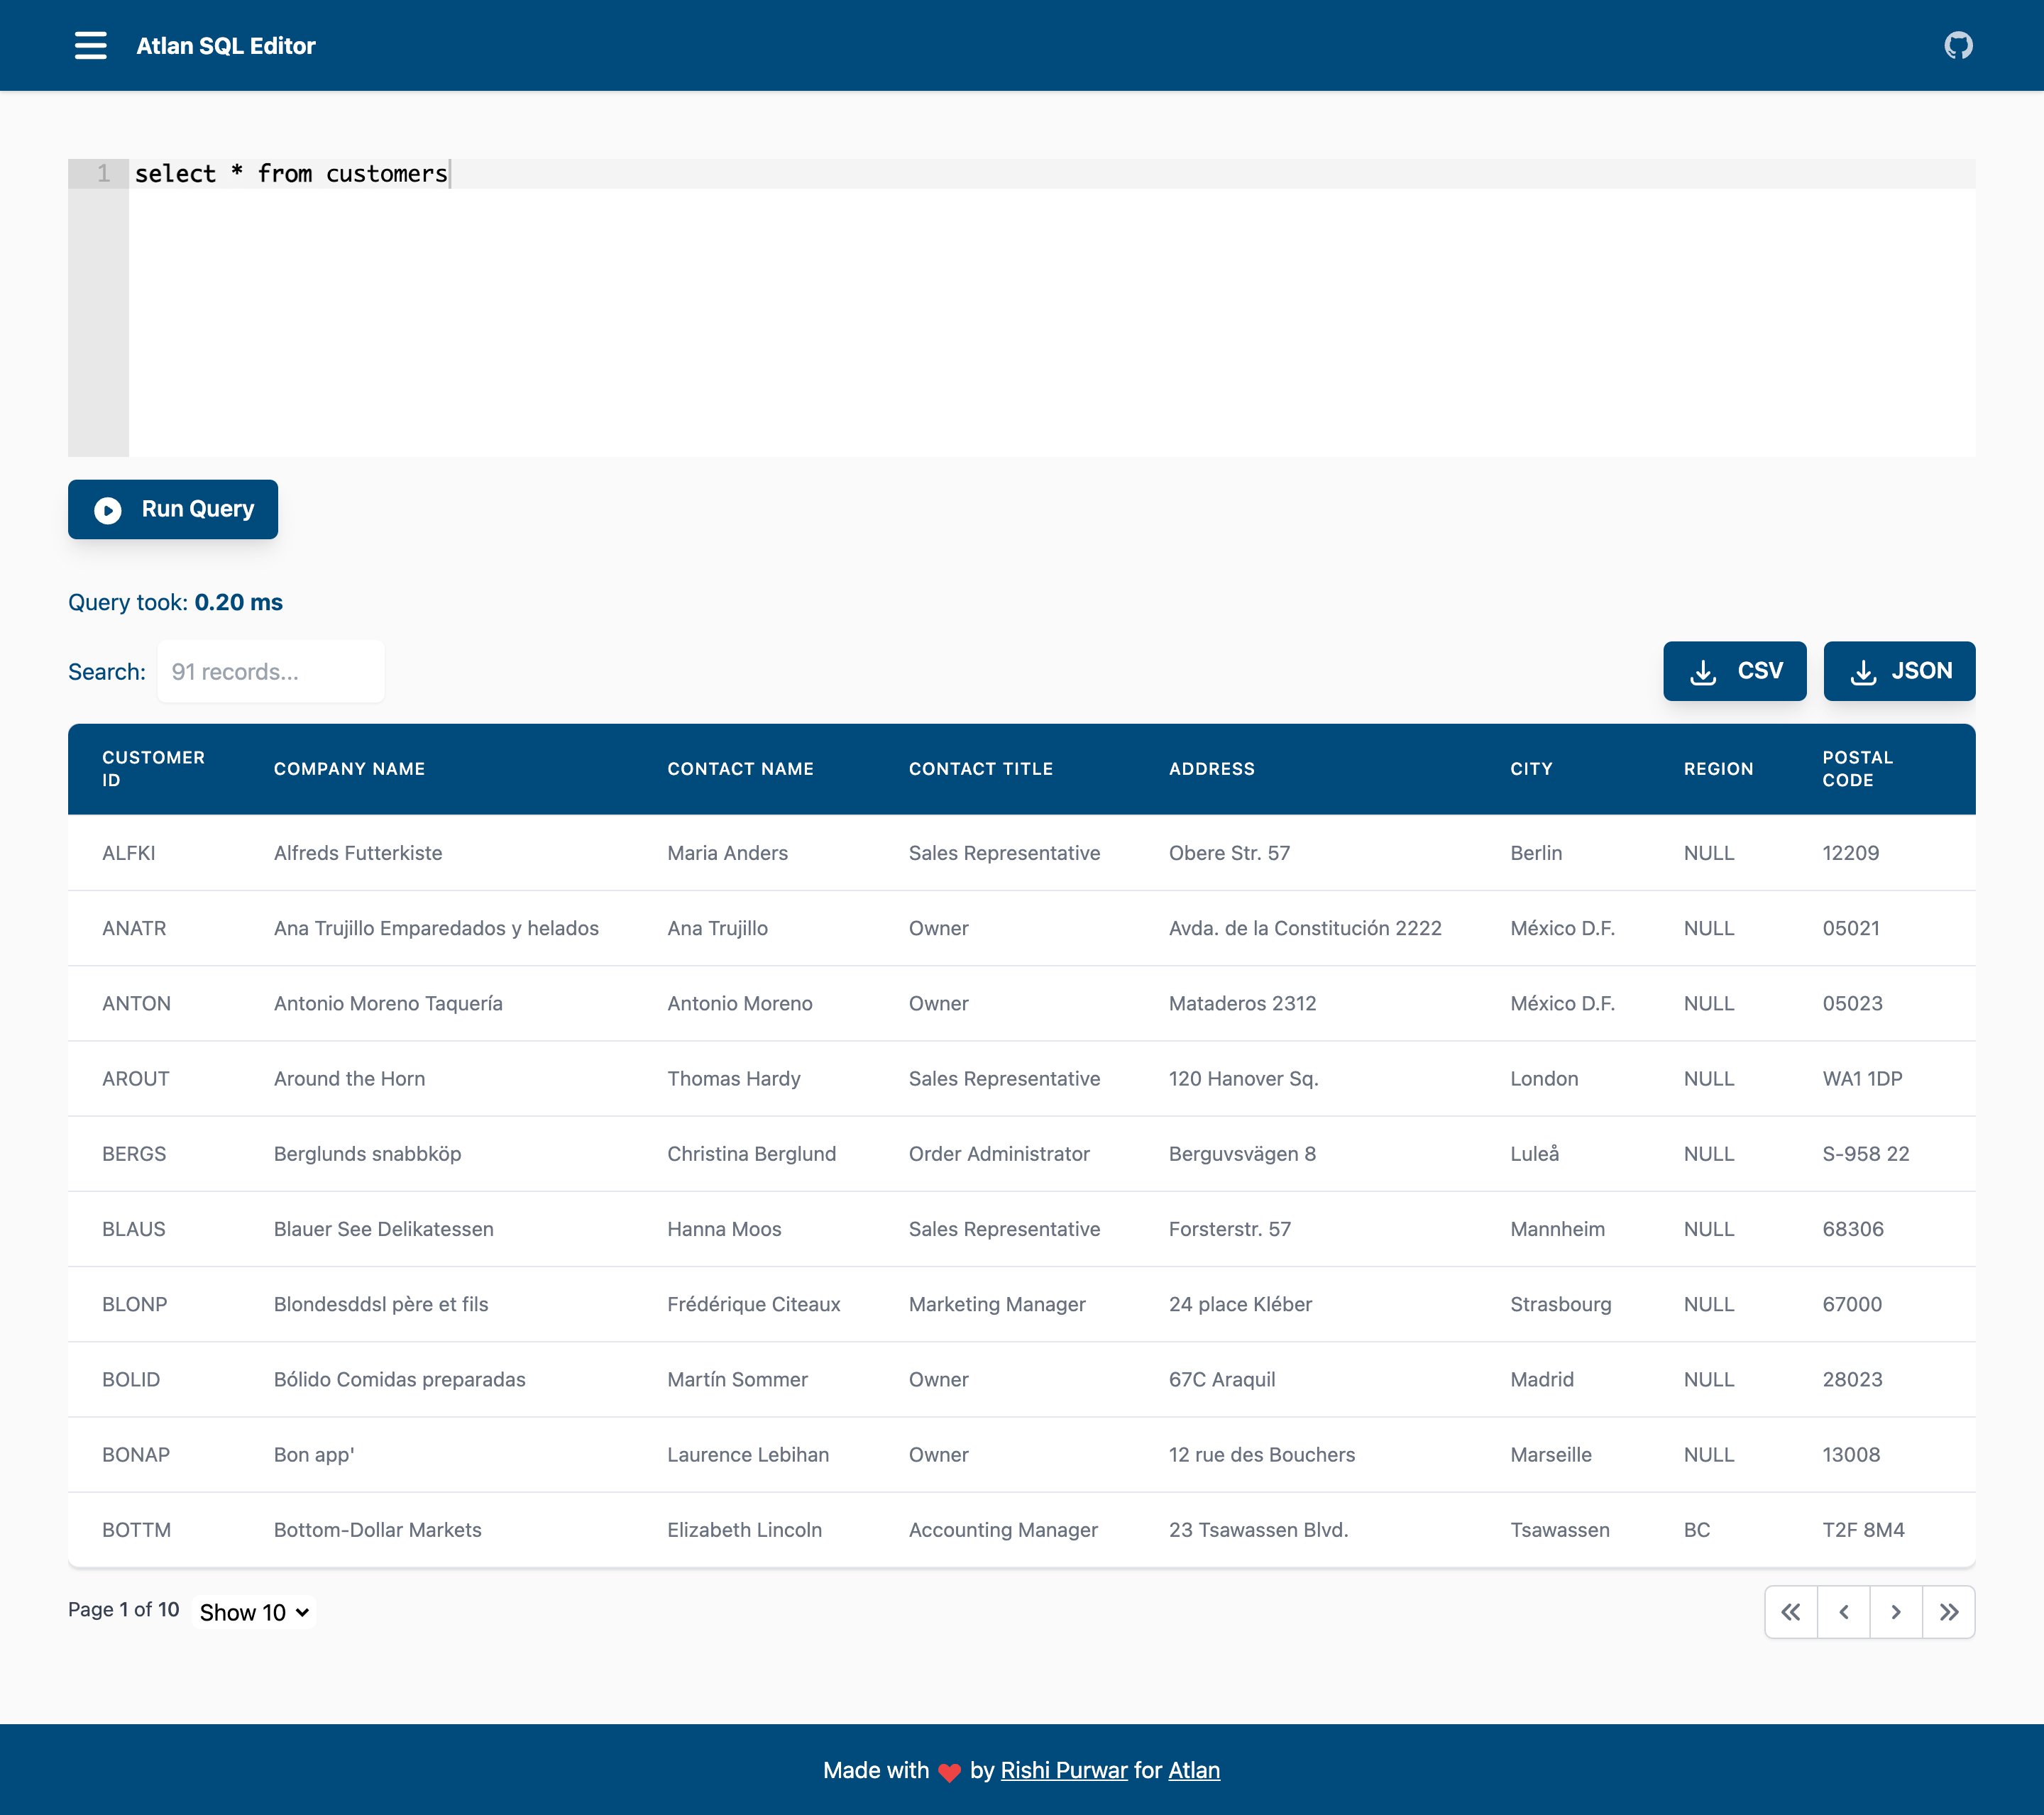 Atlan SQL Editor
1 select * from customers
Run Query
Query took: 0.20 ms
Search: 91 records...
CSV JSON
CUSTOMER ID COMPANY NAME CONTACT NAME CONTACT TITLE ADDRESS CITY REGION POSTAL CODE
ALFKI Alfreds Futterkiste Maria Anders Sales Representative Obere Str. 57 Berlin NULL 12209
ANATR Ana Trujillo Emparedados y helados Ana Trujillo Owner Avda. de la Constitución 2222 México D.F. NULL 05021
ANTON Antonio Moreno Taquería Antonio Moreno Owner Mataderos 2312 México D.F. NULL 05023
AROUT Around the Horn Thomas Hardy Sales Representative 120 Hanover Sq. London NULL WA1 1DP
BERGS Berglunds snabbköp Christina Berglund Order Administrator Berguvsvägen 8 Luleå NULL S-958 22
BLAUS Blauer See Delikatessen Hanna Moos Sales Representative Forsterstr. 57 Mannheim NULL 68306
BLONP Blondesddsl père et fils Frédérique Citeaux Marketing Manager 24 place Kléber Strasbourg NULL 67000
BOLID Bólido Comidas preparadas Martín Sommer Owner 67C Araquil Madrid NULL 28023
BONAP Bon app' Laurence Lebihan Owner 12 rue des Bouchers Marseille NULL 13008
BOTTM Bottom-Dollar Markets Elizabeth Lincoln Accounting Manager 23 Tsawassen Blvd. Tsawassen BC T2F 8M4
Page 1 of 10 Show 10
Made with ❤ by Rishi Purwar for Atlan